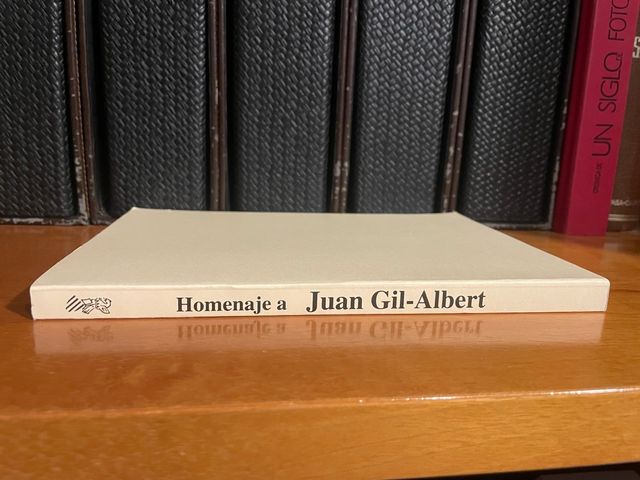 Homenaje a Juan Gil-Albert
UN SIGLO
FOTO